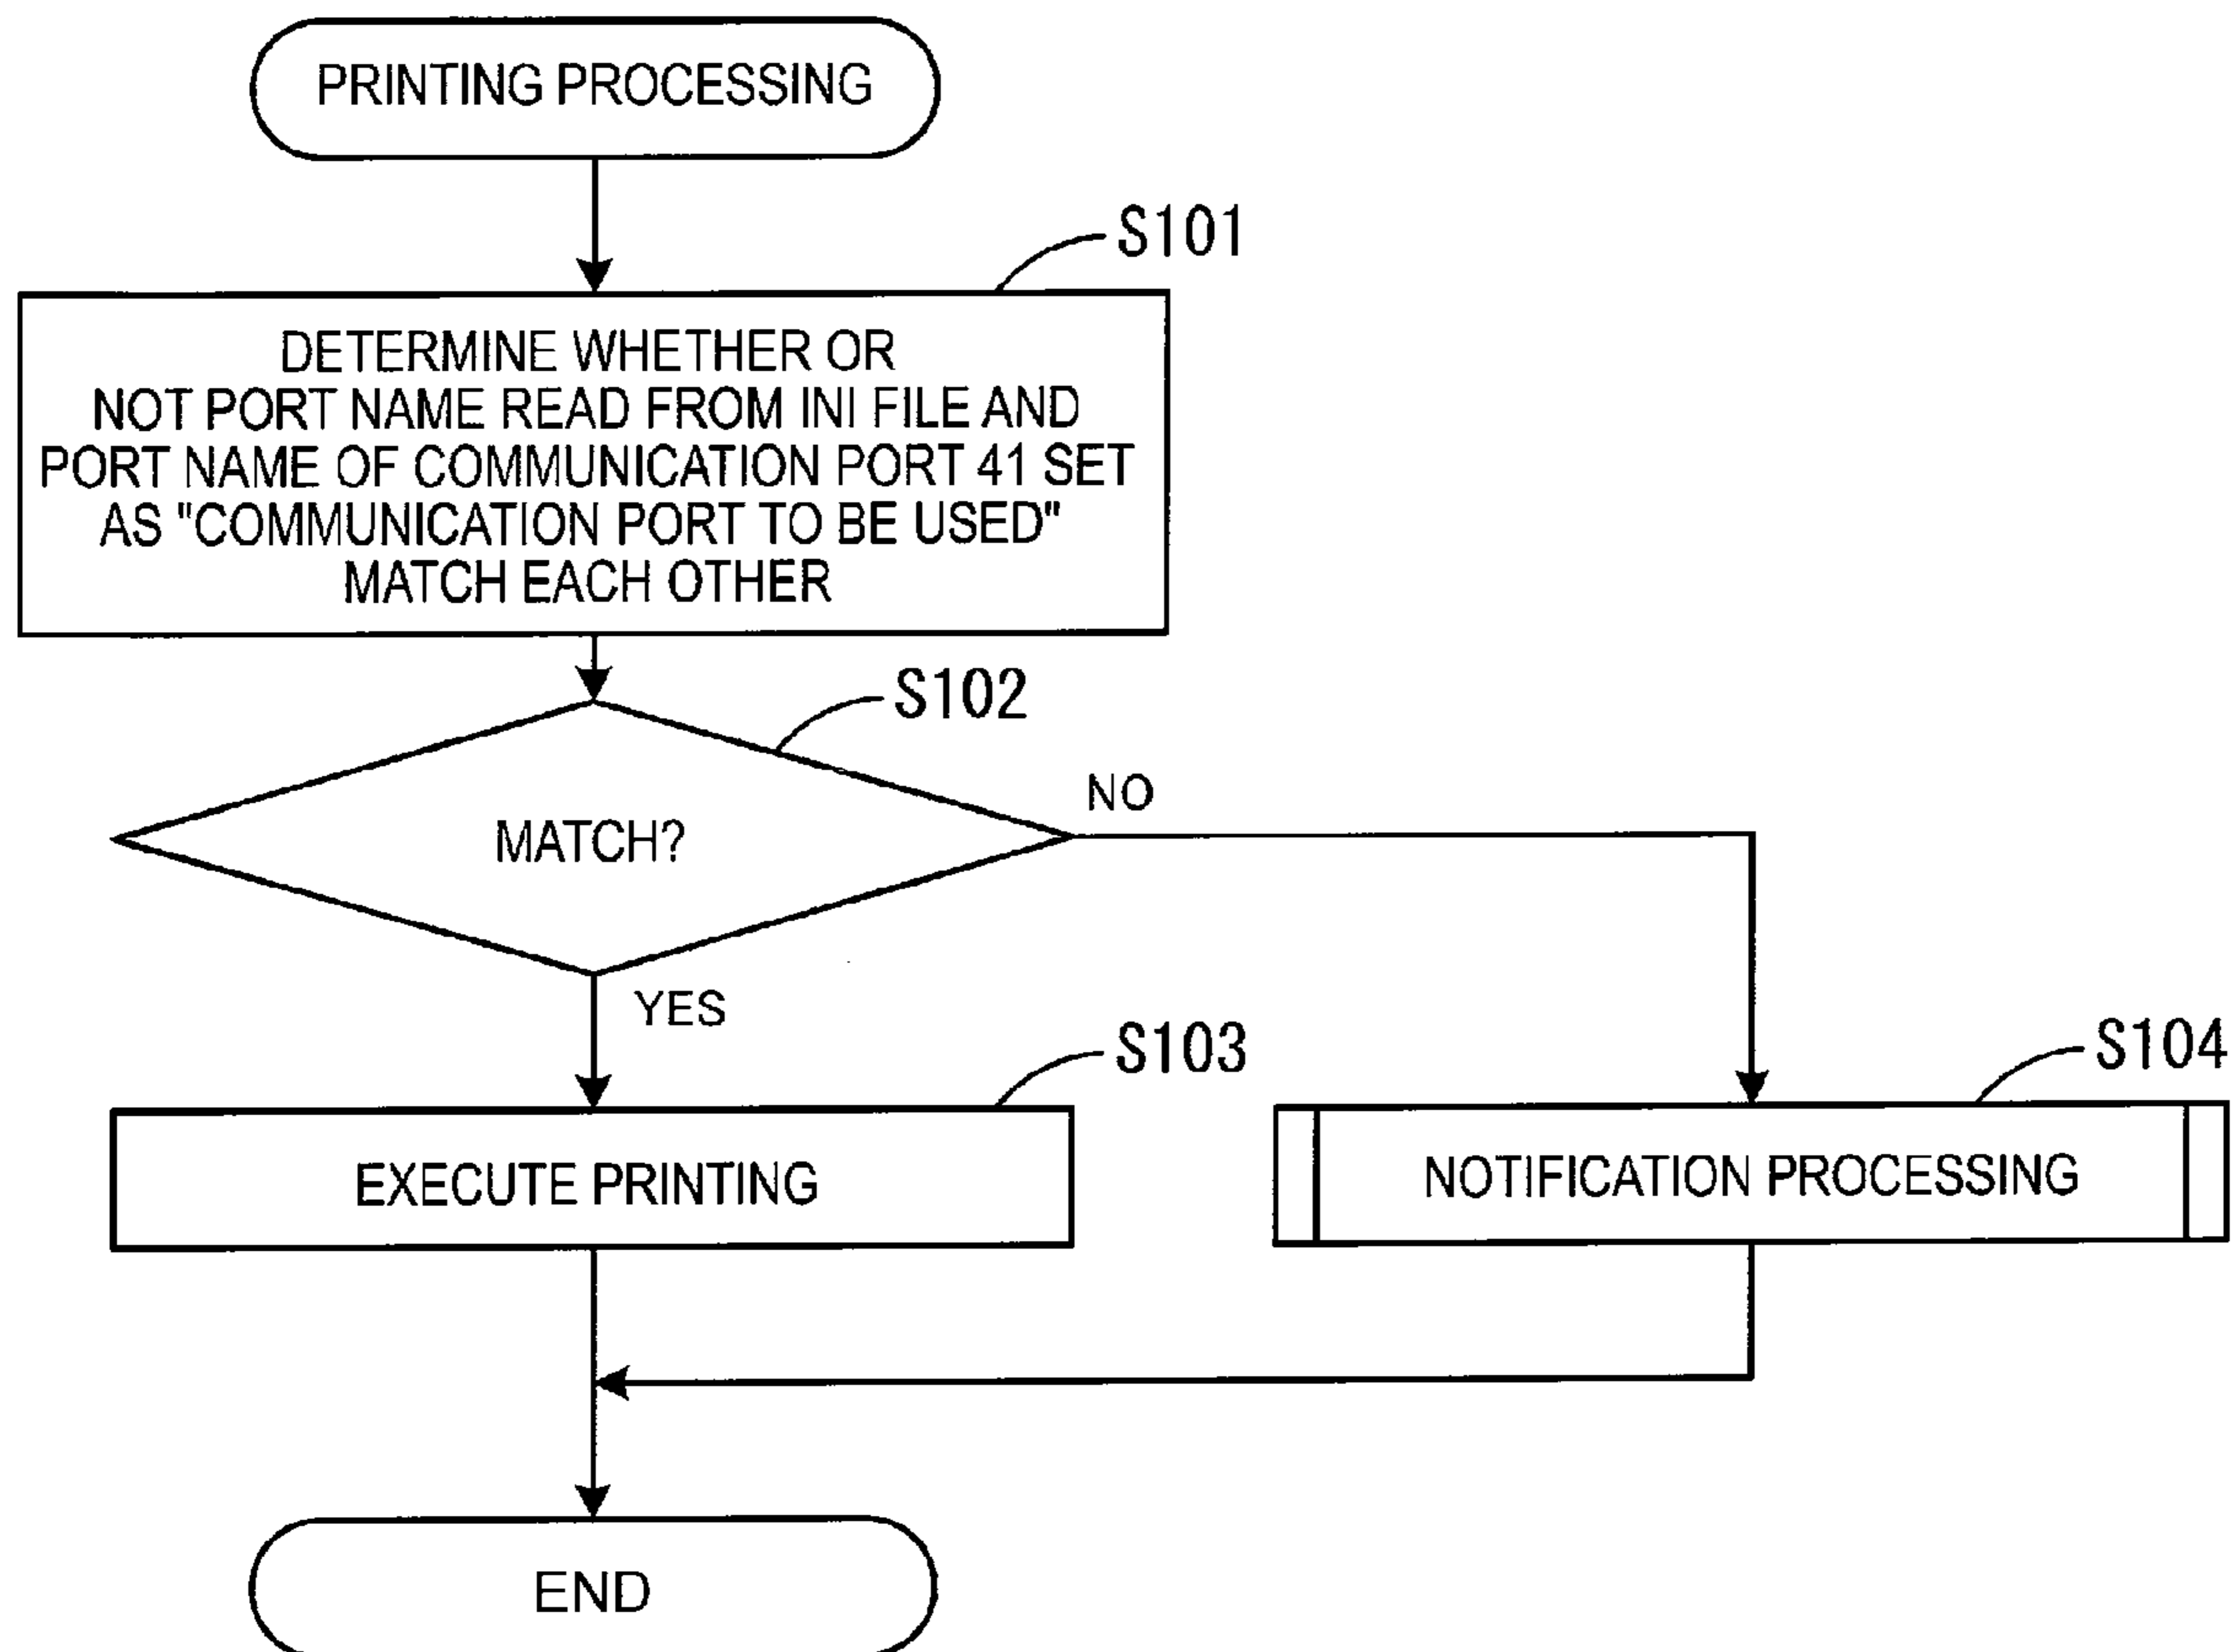 PRINTING PROCESSING
S101
DETERMINE WHETHER OR
NOT PORT NAME READ FROM INI FILE AND
PORT NAME OF COMMUNICATION PORT 41 SET
AS "COMMUNICATION PORT TO BE USED"
MATCH EACH OTHER
S102
MATCH?
NO
YES
S103
EXECUTE PRINTING
S104
NOTIFICATION PROCESSING
END